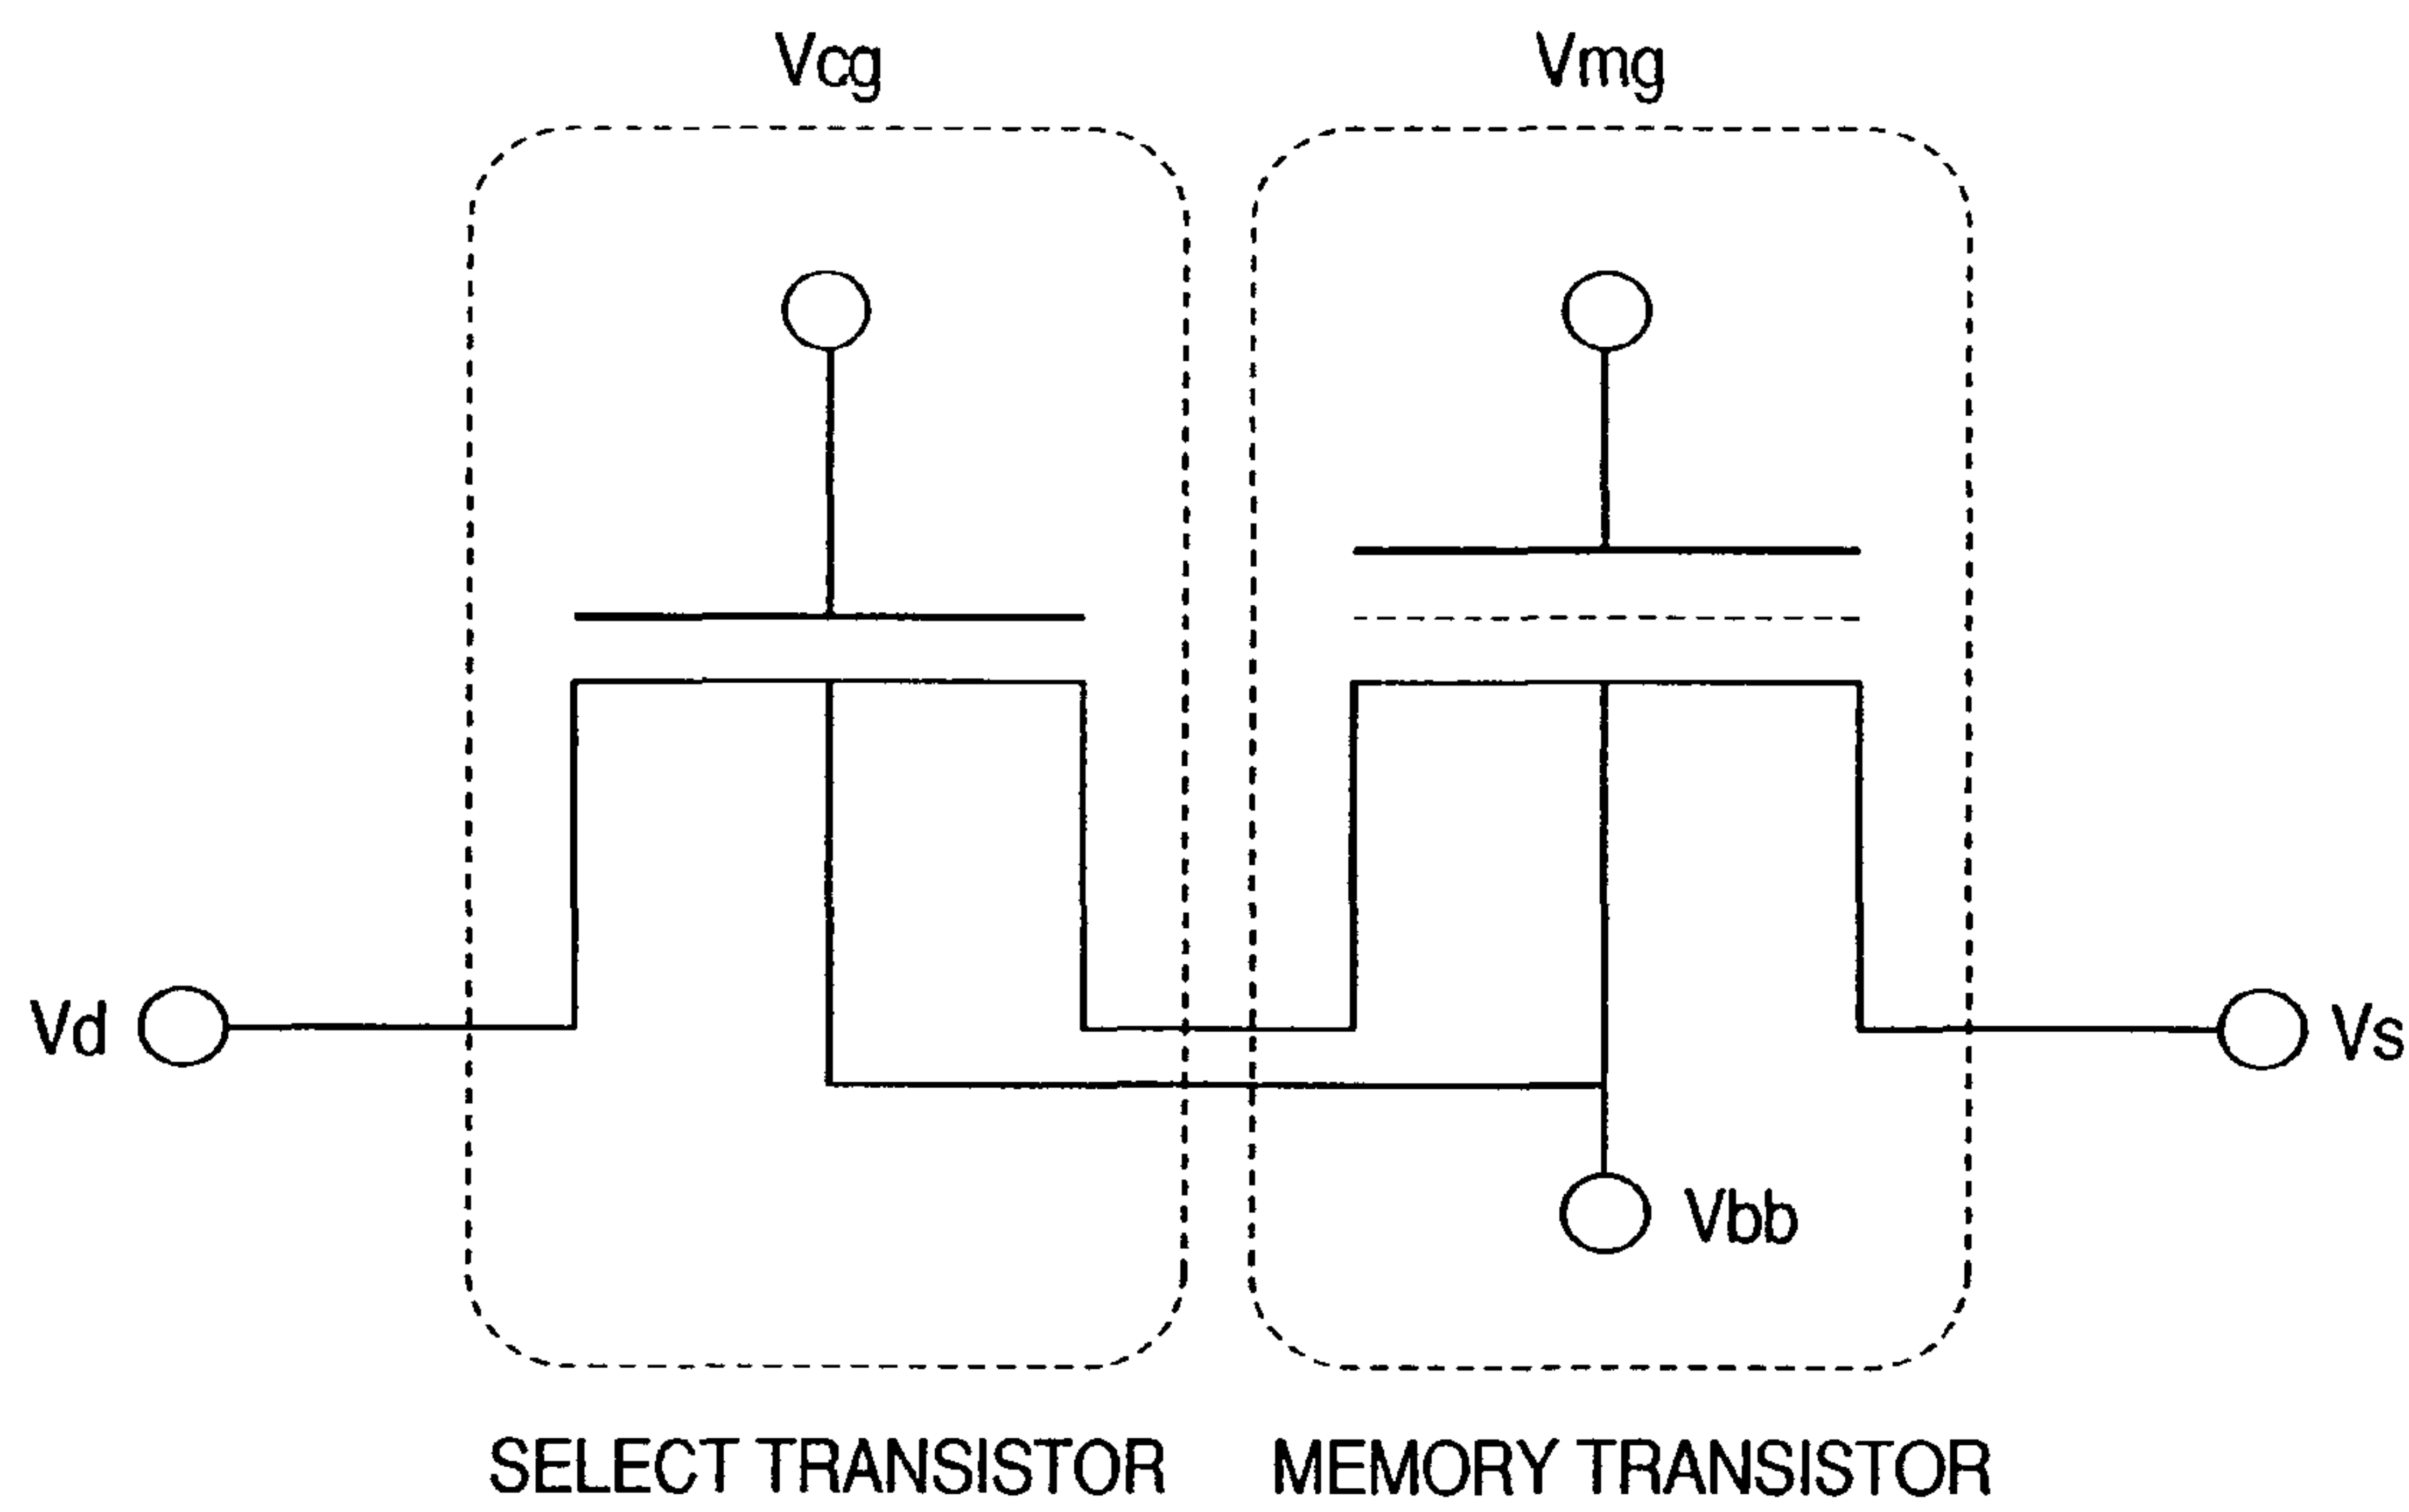 Vcg
Vmg
Vd
Vs
Vbb
SELECT TRANSISTOR
MEMORY TRANSISTOR